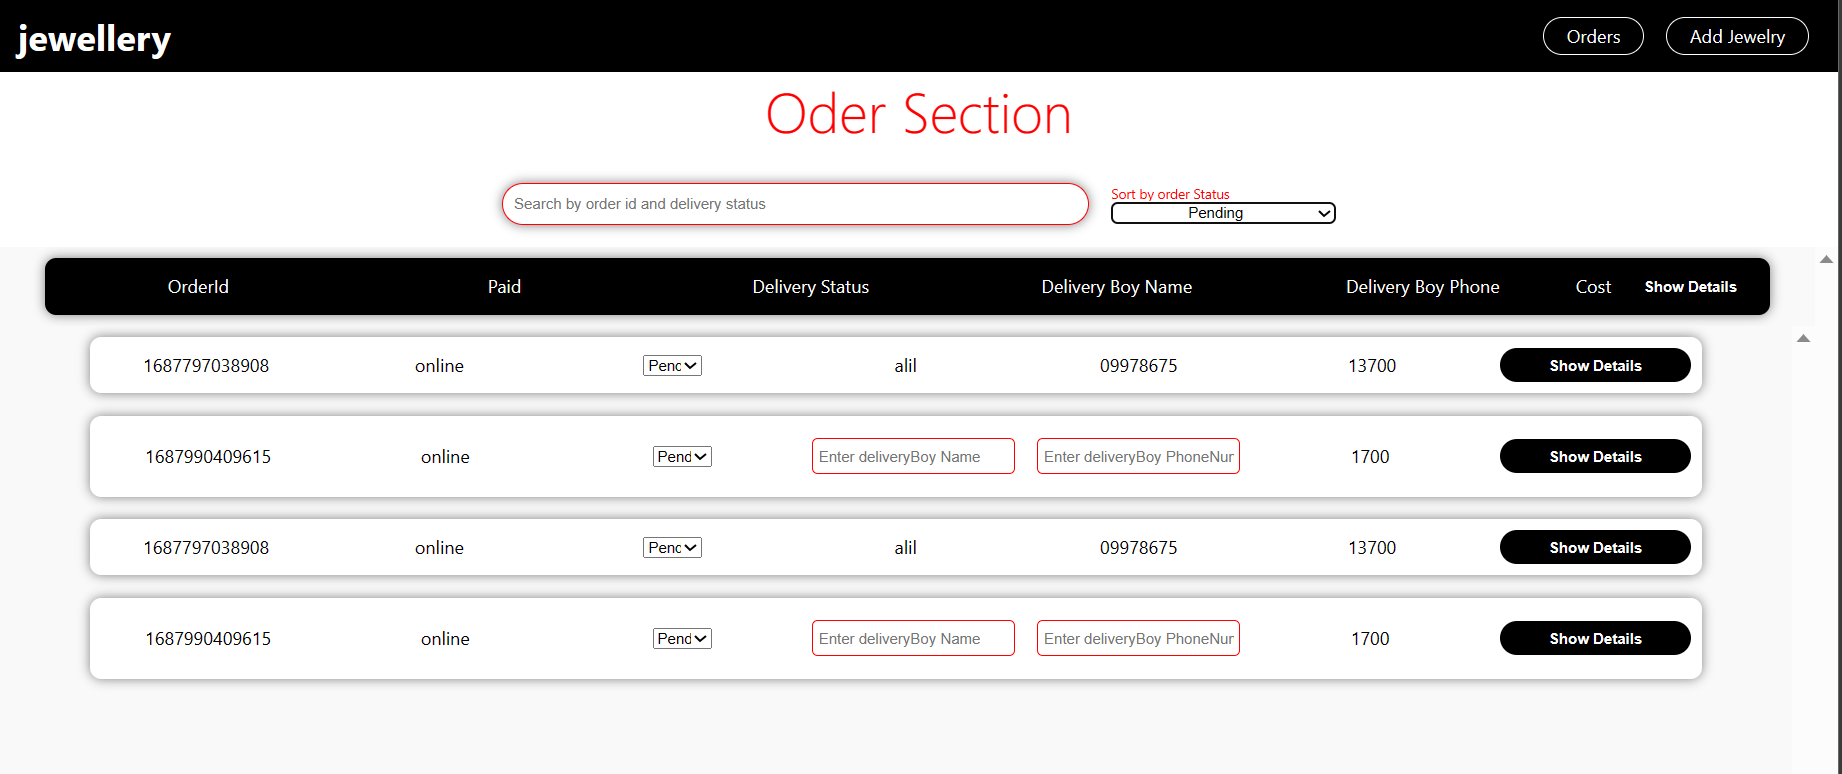 jewellery
Orders
Add Jewelry
Oder Section
Search by order id and delivery status
Sort by order Status
Pending
OrderId Paid Delivery Status Delivery Boy Name Delivery Boy Phone Cost Show Details
1687797038908 online Penc alil 09978675 13700 Show Details
1687990409615 online Pend Enter deliveryBoy Name Enter deliveryBoy PhoneNur 1700 Show Details
1687797038908 online Penc alil 09978675 13700 Show Details
1687990409615 online Pend Enter deliveryBoy Name Enter deliveryBoy PhoneNur 1700 Show Details